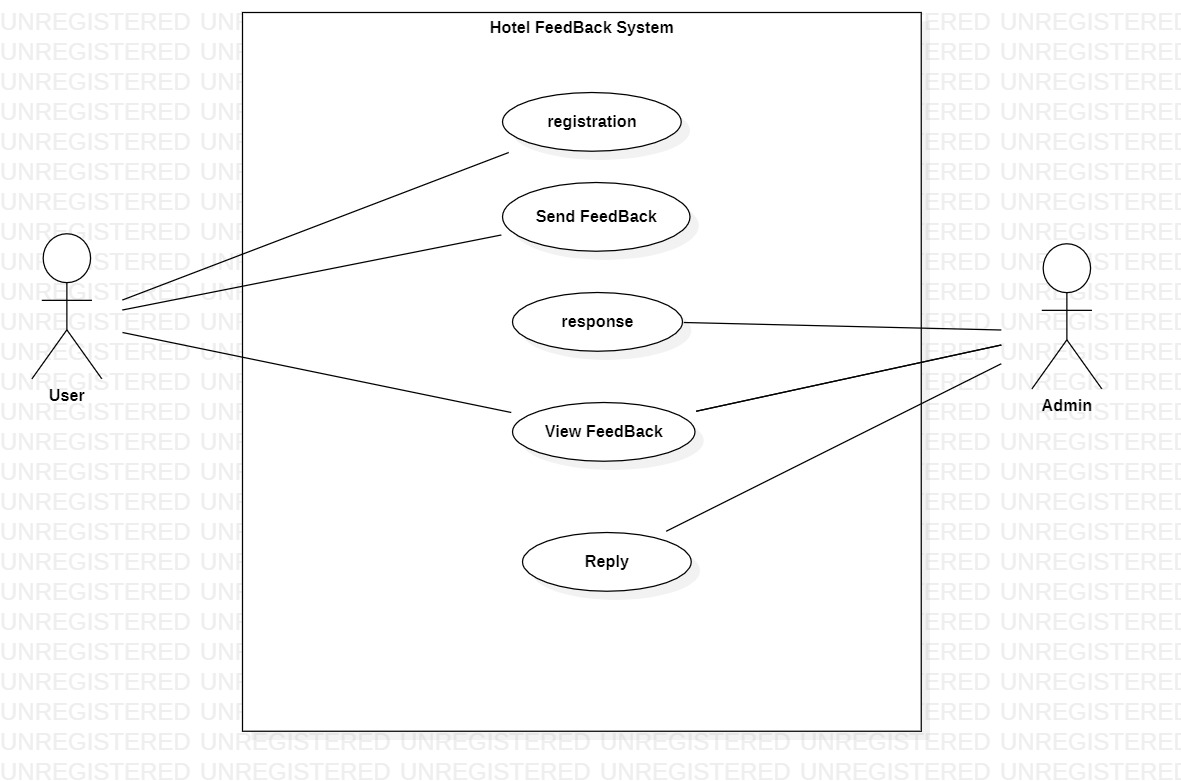 Hotel FeedBack System
registration
Send FeedBack
response
View FeedBack
Reply
User
Admin
UNREGISTERED UNREGISTERED UNREGISTERED UNREGISTERED UNREGISTERED UNREGISTERED